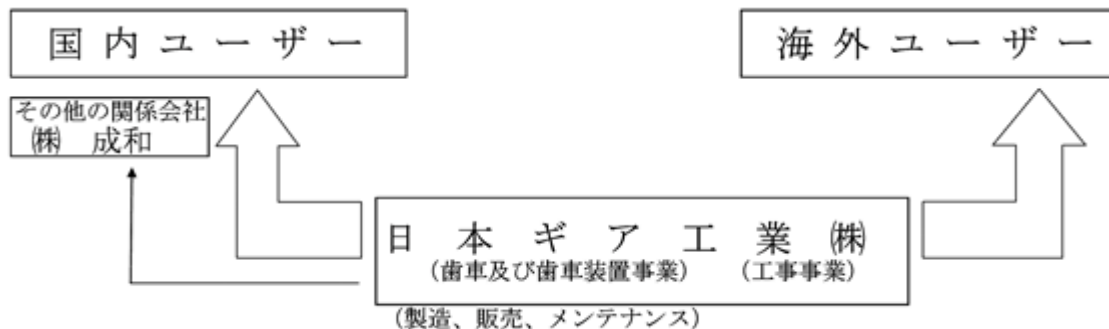 国内ユーザー
海外ユーザー
その他の関係会社
㈱ 成和
日本ギア工業㈱
(歯車及び歯車装置事業) (工事事業)
(製造、販売、メンテナンス)